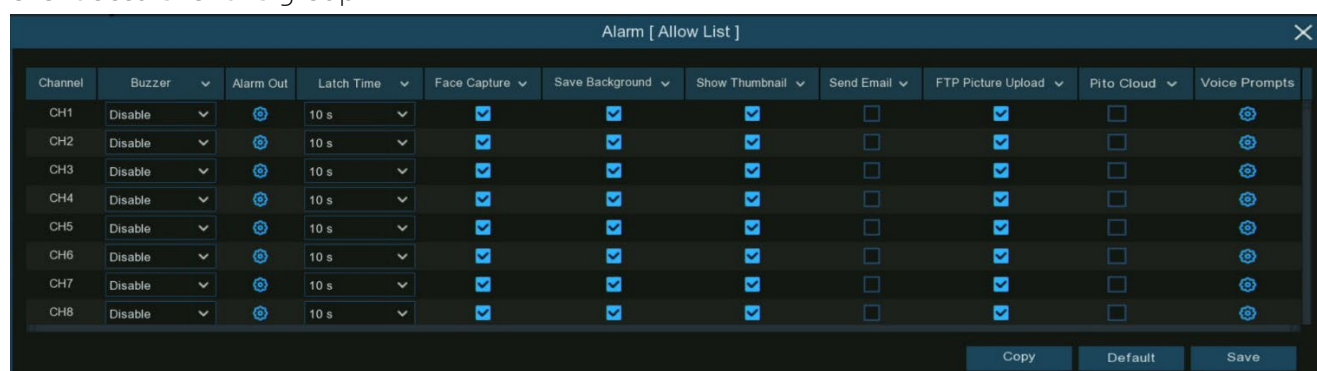 Alarm [ Allow List ]
Channel Buzzer Alarm Out Latch Time Face Capture Save Background Show Thumbnail Send Email FTP Picture Upload Pito Cloud Voice Prompts
CH1 Disable 10 s
CH2 Disable 10 s
CH3 Disable 10 s
CH4 Disable 10 s
CH5 Disable 10 s
CH6 Disable 10 s
CH7 Disable 10 s
CH8 Disable 10 s
Copy Default Save